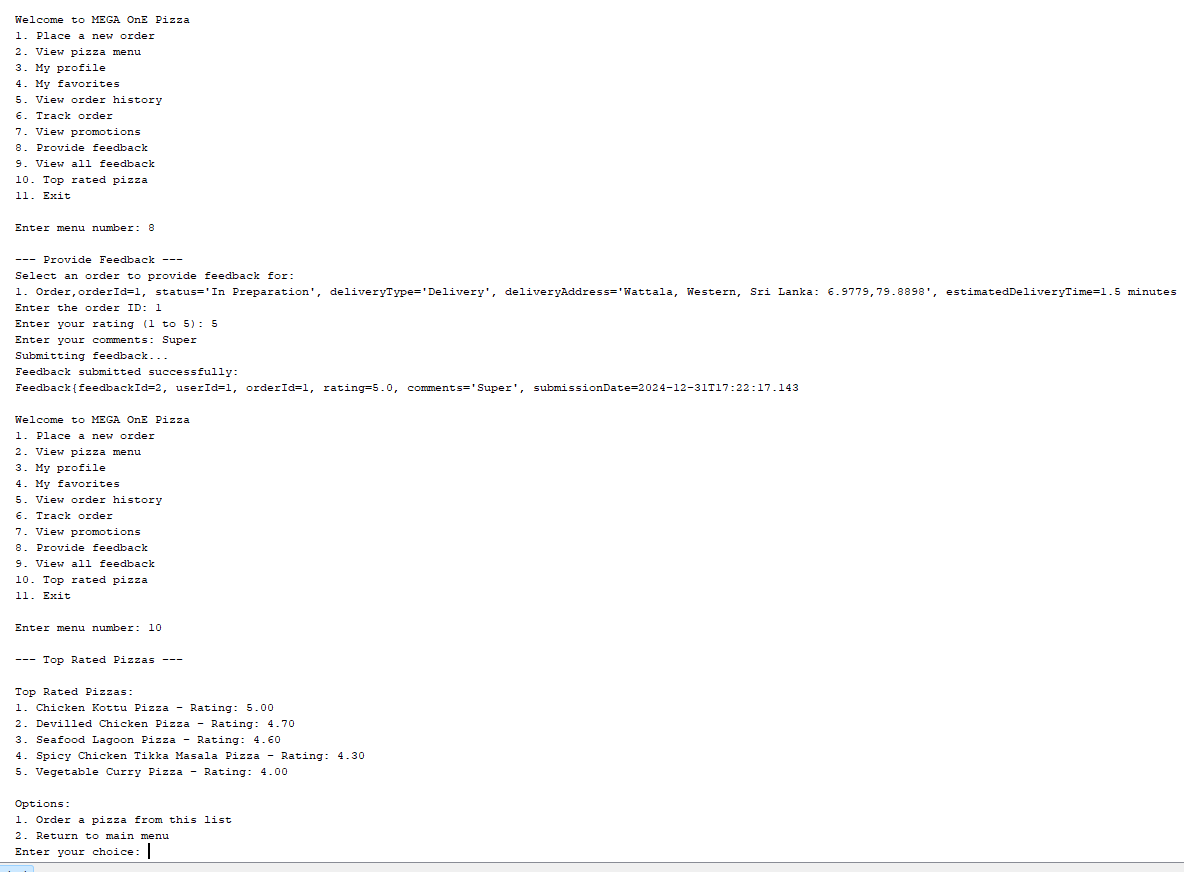 Welcome to MEGA OnE Pizza
1. Place a new order
2. View pizza menu
3. My profile
4. My favorites
5. View order history
6. Track order
7. View promotions
8. Provide feedback
9. View all feedback
10. Top rated pizza
11. Exit
Enter menu number: 8
--- Provide Feedback ---
Select an order to provide feedback for:
1. Order,orderId=1, status='In Preparation', deliveryType='Delivery', deliveryAddress='Wattala, Western, Sri Lanka: 6.9779,79.8898', estimatedDeliveryTime=1.5 minutes
Enter the order ID: 1
Enter your rating (1 to 5): 5
Enter your comments: Super
Submitting feedback...
Feedback submitted successfully:
Feedback{feedbackId=2, userId=1, orderId=1, rating=5.0, comments='Super', submissionDate=2024-12-31T17:22:17.143
Welcome to MEGA OnE Pizza
1. Place a new order
2. View pizza menu
3. My profile
4. My favorites
5. View order history
6. Track order
7. View promotions
8. Provide feedback
9. View all feedback
10. Top rated pizza
11. Exit
Enter menu number: 10
--- Top Rated Pizzas ---
Top Rated Pizzas:
1. Chicken Kottu Pizza - Rating: 5.00
2. Devilled Chicken Pizza - Rating: 4.70
3. Seafood Lagoon Pizza - Rating: 4.60
4. Spicy Chicken Tikka Masala Pizza - Rating: 4.30
5. Vegetable Curry Pizza - Rating: 4.00
Options:
1. Order a pizza from this list
2. Return to main menu
Enter your choice: